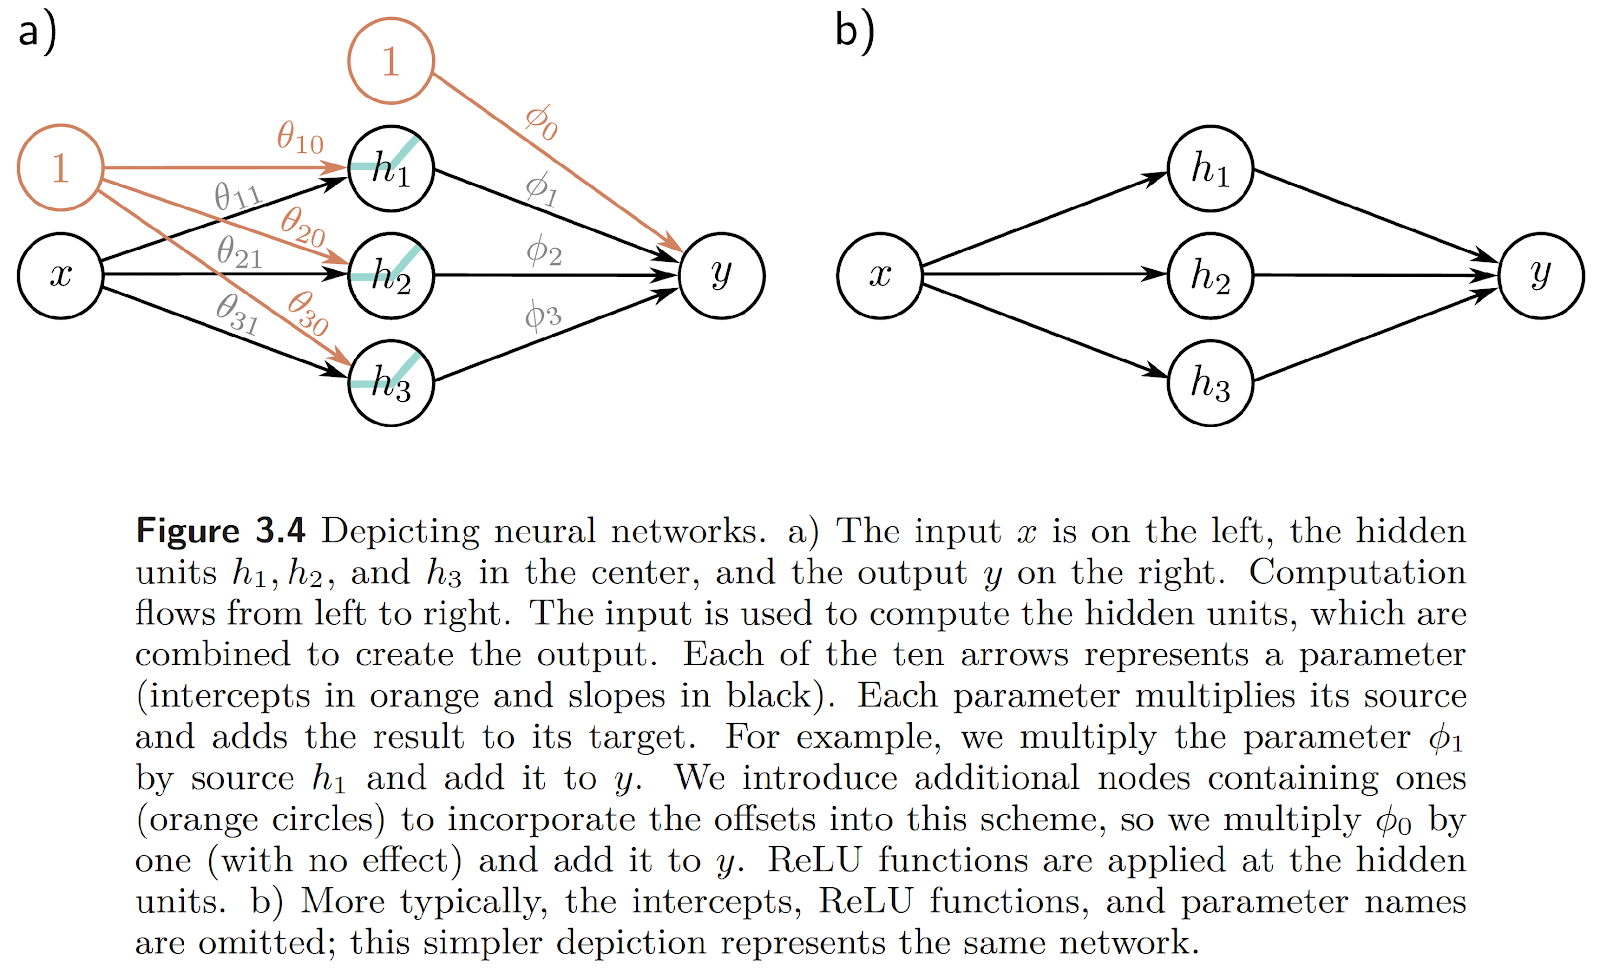 a)
1
ϕ0
1
θ10
h1
θ11
ϕ1
θ20
x
θ21
h2
ϕ2
y
θ31
θ30
h3
ϕ3
b)
h1
x
h2
y
h3
Figure 3.4 Depicting neural networks. a) The input x is on the left, the hidden
units h1, h2, and h3 in the center, and the output y on the right. Computation
flows from left to right. The input is used to compute the hidden units, which are
combined to create the output. Each of the ten arrows represents a parameter
(intercepts in orange and slopes in black). Each parameter multiplies its source
and adds the result to its target. For example, we multiply the parameter ϕ1
by source h1 and add it to y. We introduce additional nodes containing ones
(orange circles) to incorporate the offsets into this scheme, so we multiply ϕ0 by
one (with no effect) and add it to y. ReLU functions are applied at the hidden
units. b) More typically, the intercepts, ReLU functions, and parameter names
are omitted; this simpler depiction represents the same network.